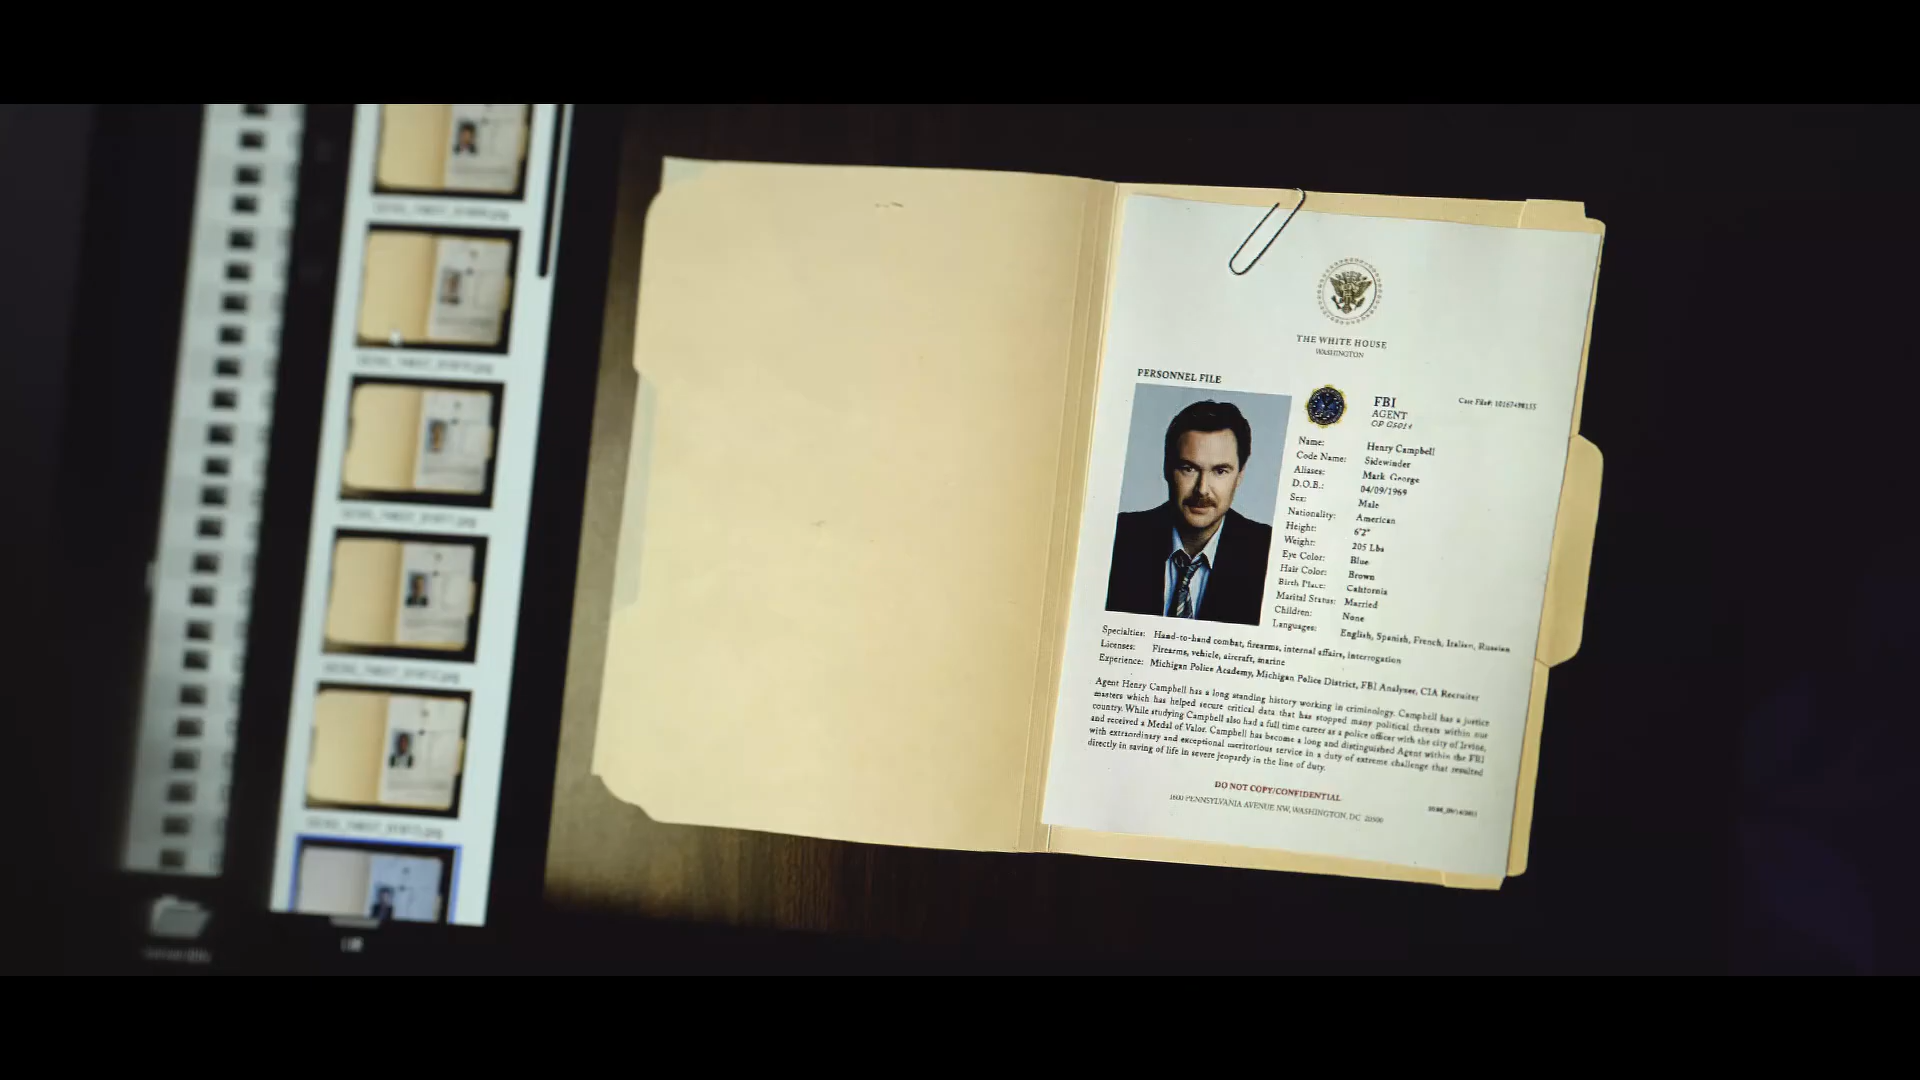 THE WHITE HOUSE
WASHINGTON
PERSONNEL FILE
FBI
AGENT
OP G5014
Case File#: 10167498155
Name: Henry Campbell
Code Name: Sidewinder
Aliases: Mark George
D.O.B.: 04/09/1969
Sex: Male
Nationality: American
Height: 6'2"
Weight: 205 Lbs
Eye Color: Blue
Hair Color: Brown
Birth Place: California
Marital Status: Married
Children: None
Languages: English, Spanish, French, Italian, Russian
Specialties: Hand-to-hand combat, firearms, internal affairs, interrogation
Licenses: Firearms, vehicle, aircraft, marine
Experience: Michigan Police Academy, Michigan Police District, FBI Analyser, CIA Recruiter
Agent Henry Campbell has a long standing history working in criminology. Campbell has a justice
masters which has helped secure critical data that has stopped many political threats within our
country. While studying Campbell also had a full time career as a police officer with the city of Irvine,
and received a Medal of Valor. Campbell has become a long and distinguished Agent within the FBI
with extraordinary and exceptional meritorious service in a duty of extreme challenge that resulted
directly in saving of life in severe jeopardy in the line of duty.
DO NOT COPY/CONFIDENTIAL
1600 PENNSYLVANIA AVENUE NW, WASHINGTON, DC 20500